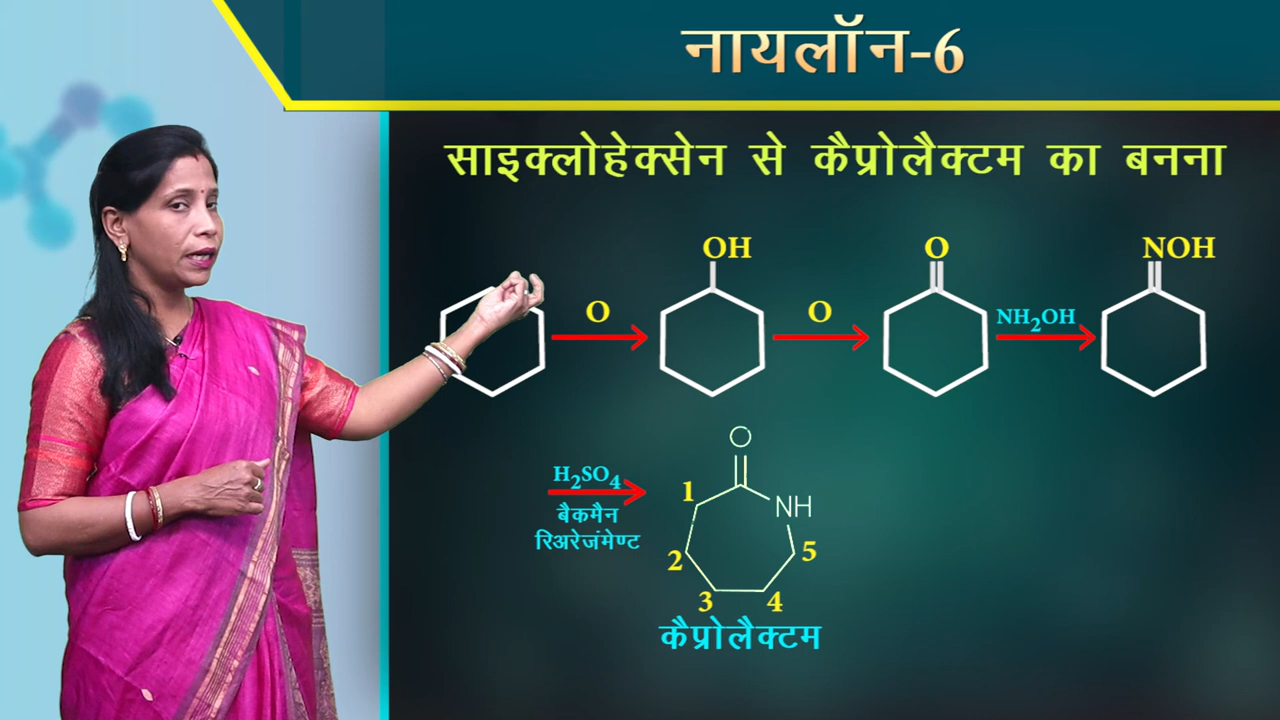 नायलॉन-6
साइक्लोहेक्सेन से कैप्रोलैक्टम का बनना
OH
O
NOH
O
O
NH₂OH
O
H₂SO₄
1
NH
बैकमैन
रिअरेजंमेण्ट
2
5
3
4
कैप्रोलैक्टम